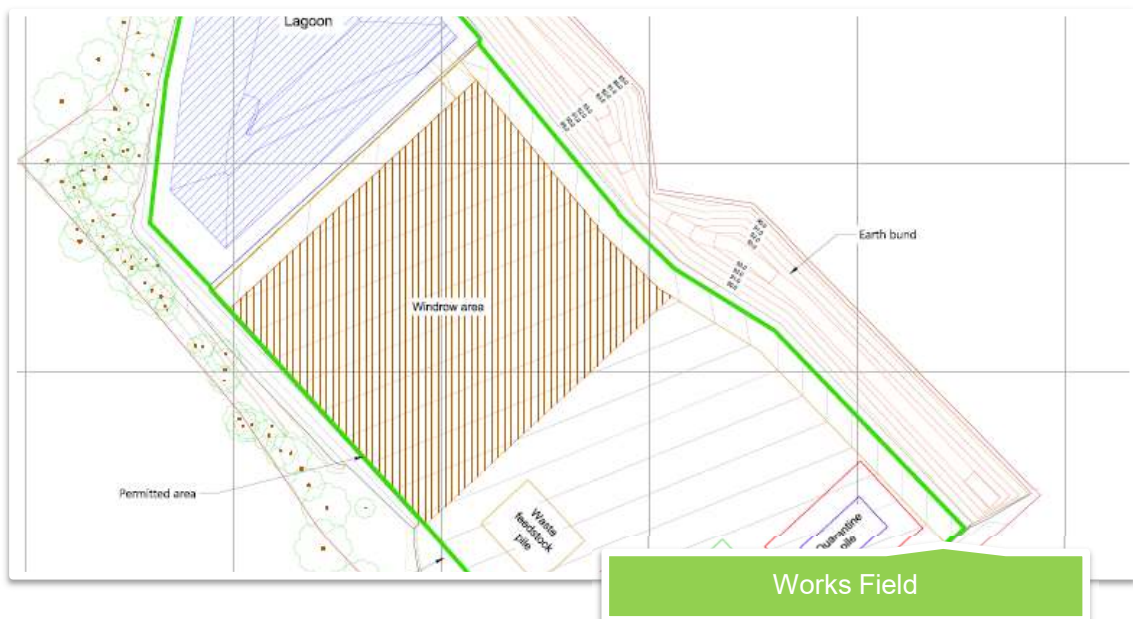 Lagoon
Earth bund
Windrow area
Permitted area
Waste
feedstock
pile
Quarantine
pile
Works Field